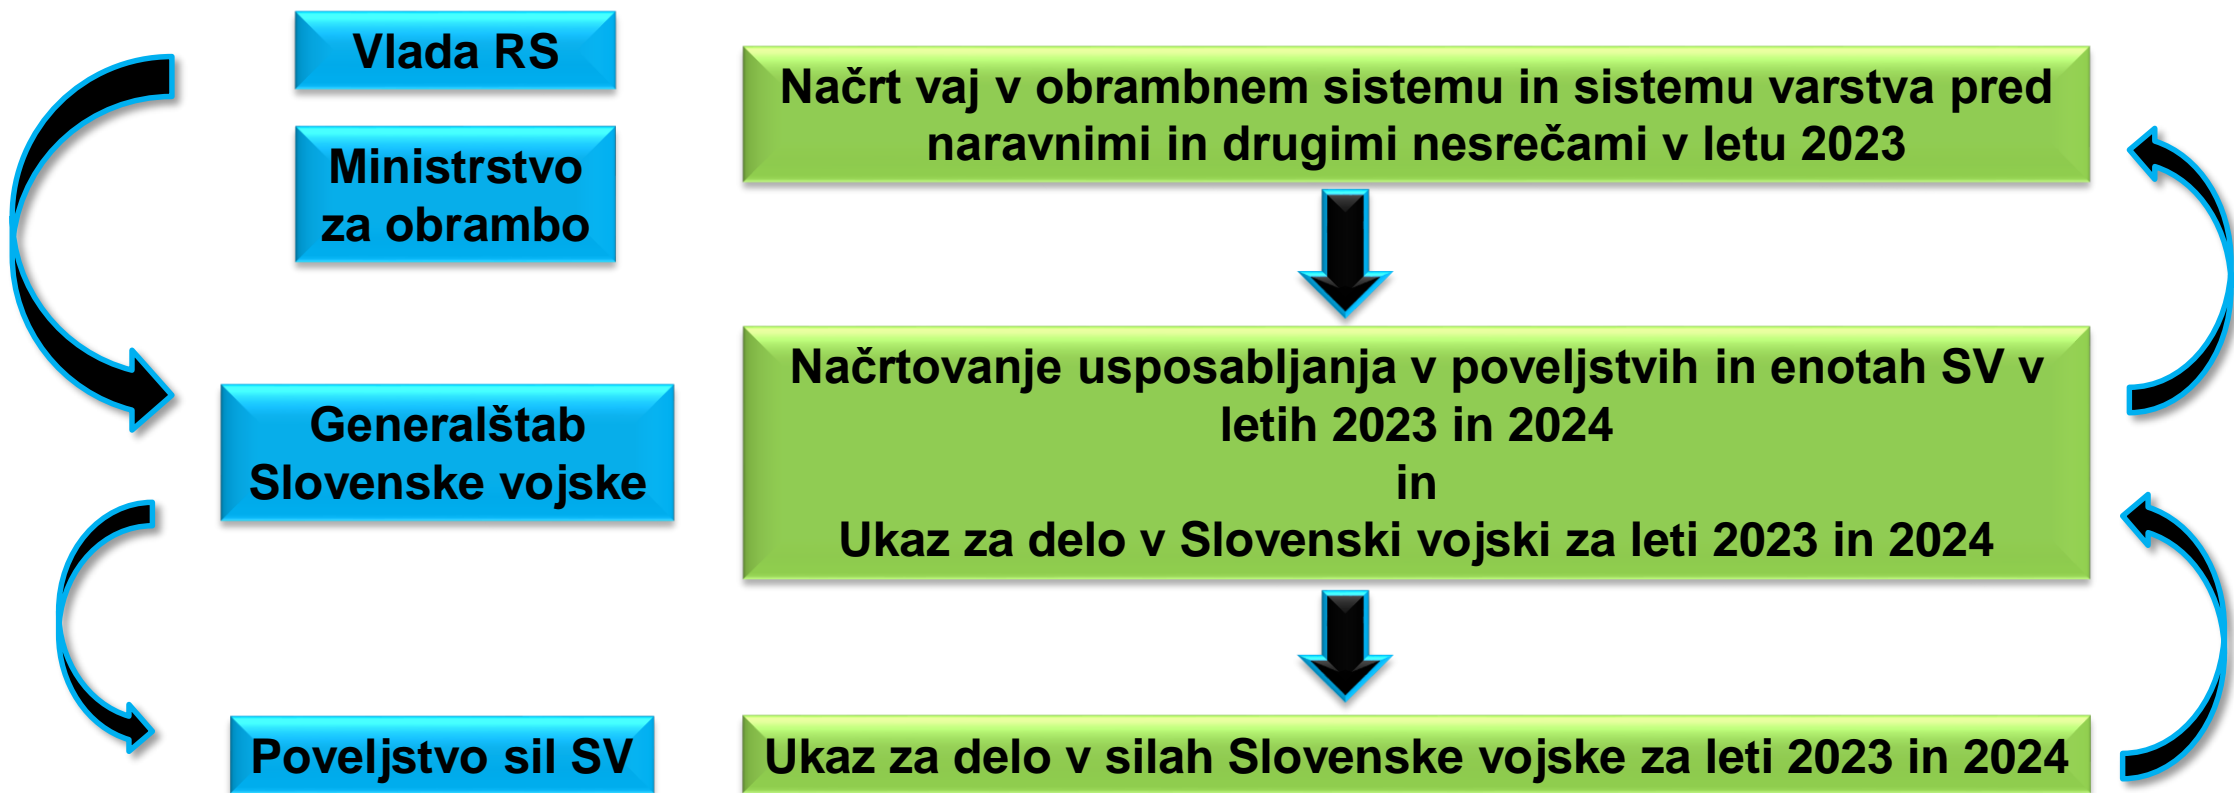 Vlada RS
Ministrstvo
za obrambo
Načrt vaj v obrambnem sistemu in sistemu varstva pred
naravnimi in drugimi nesrečami v letu 2023
Generalštab
Slovenske vojske
Načrtovanje usposabljanja v poveljstvih in enotah SV v
letih 2023 in 2024
in
Ukaz za delo v Slovenski vojski za leti 2023 in 2024
Poveljstvo sil SV
Ukaz za delo v silah Slovenske vojske za leti 2023 in 2024